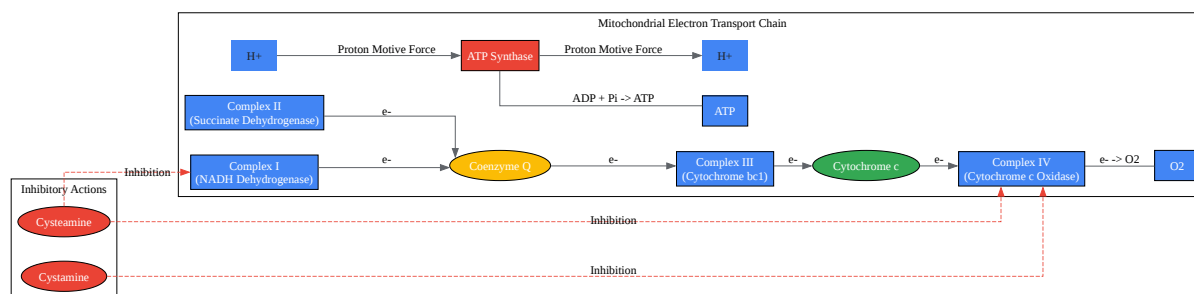 Mitochondrial Electron Transport Chain
H+
Proton Motive Force
ATP Synthase
Proton Motive Force
H+
ADP + Pi -> ATP
ATP
Complex II
(Succinate Dehydrogenase)
e-
Complex I
(NADH Dehydrogenase)
e-
Coenzyme Q
e-
Complex III
(Cytochrome bc1)
e-
Cytochrome c
e-
Complex IV
(Cytochrome c Oxidase)
e- -> O2
O2
Inhibition
Inhibitory Actions
Cysteamine
Inhibition
Cystamine
Inhibition